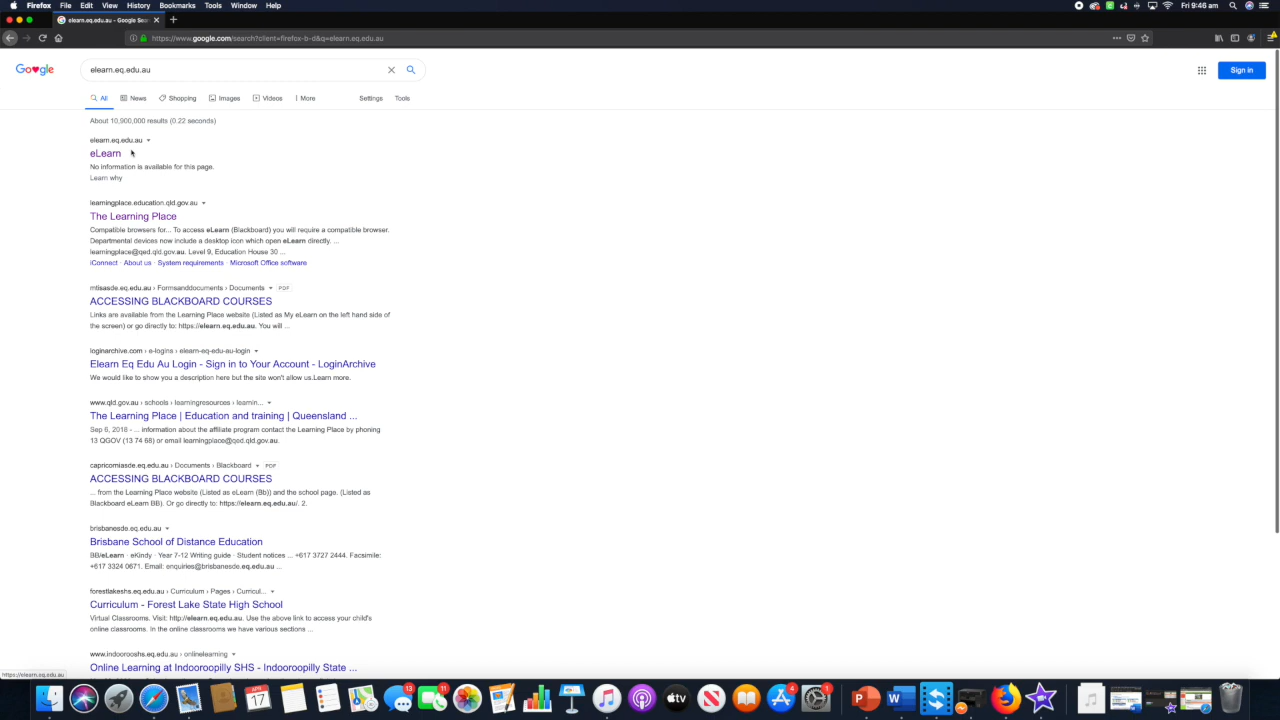 Firefox File Edit View History Bookmarks Tools Window Help Fri 9:46 am
elearn.eq.edu.au - Google Sea
https://www.google.com/search?client=firefox-b-d&q=elearn.eq.edu.au
Google elearn.eq.edu.au Sign in
All News Shopping Images Videos More Settings Tools
About 10,900,000 results (0.22 seconds)
elearn.eq.edu.au
eLearn
No information is available for this page.
Learn why
learningplace.education.qld.gov.au
The Learning Place
Compatible browsers for... To access eLearn (Blackboard) you will require a compatible browser.
Departmental devices now include a desktop icon which open eLearn directly. ...
learningplace@qed.qld.gov.au. Level 9, Education House 30 ...
iConnect · About us · System requirements · Microsoft Office software
mtisasde.eq.edu.au › Formsanddocuments › Documents PDF
ACCESSING BLACKBOARD COURSES
Links are available from the Learning Place website (Listed as My eLearn on the left hand side of
the screen) or go directly to: https://elearn.eq.edu.au. You will ...
loginarchive.com › e-logins › elearn-eq-edu-au-login
Elearn Eq Edu Au Login - Sign in to Your Account - LoginArchive
We would like to show you a description here but the site won't allow us.Learn more.
www.qld.gov.au › schools › learningresources › learnin...
The Learning Place | Education and training | Queensland ...
Sep 6, 2018 - ... information about the affiliate program contact the Learning Place by phoning
13 QGOV (13 74 68) or email learningplace@qed.qld.gov.au.
capricorniasde.eq.edu.au › Documents › Blackboard PDF
ACCESSING BLACKBOARD COURSES
... from the Learning Place website (Listed as eLearn (Bb)) and the school page. (Listed as
Blackboard eLearn BB). Or go directly to: https://elearn.eq.edu.au/. 2.
brisbanesde.eq.edu.au
Brisbane School of Distance Education
BB/eLearn · eKindy · Year 7-12 Writing guide · Student notices ... +617 3727 2444. Facsimile:
+617 3324 0671. Email: enquiries@brisbanesde.eq.edu.au ...
forestlakeshs.eq.edu.au › Curriculum › Pages › Curricul...
Curriculum - Forest Lake State High School
Virtual Classrooms. Visit: http://elearn.eq.edu.au. Use the above link to access your child's
online classrooms. In the online classrooms we have various sections ...
www.indoorooshs.eq.edu.au › onlinelearning
Online Learning at Indooroopilly SHS - Indooroopilly State ...
https://elearn.eq.edu.au
APR 17 13 11 tv 4 1 P W